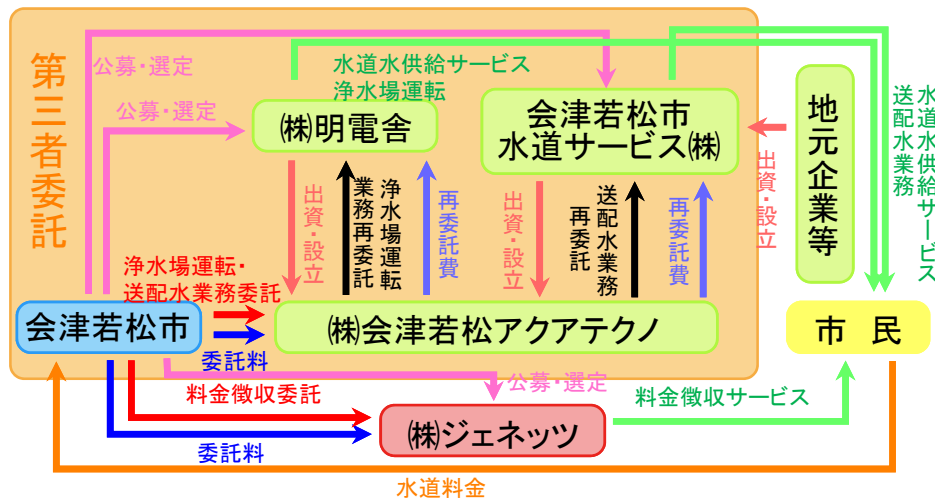 第三者委託
公募・選定
公募・選定
水道水供給サービス
浄水場運転
㈱明電舎
会津若松市
水道サービス㈱
地元企業等
出資・設立
水道水供給サービス
送配水業務
出資・設立
浄水場運転
業務再委託
再委託費
出資・設立
送配水業務
再委託
再委託費
浄水場運転・
送配水業務委託
会津若松市
委託料
㈱会津若松アクアテクノ
市 民
公募・選定
料金徴収委託
委託料
㈱ジェネッツ
料金徴収サービス
水道料金